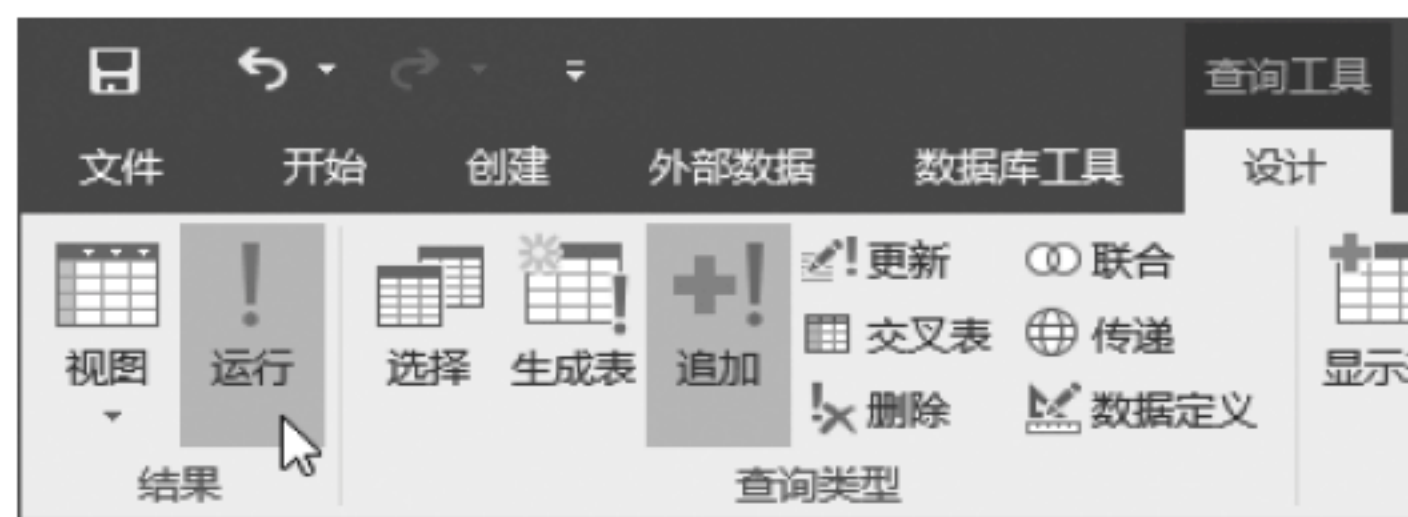 查询工具
文件 开始 创建 外部数据 数据库工具 设计
视图 运行 选择 生成表 追加 更新 联合
交叉表 传递
删除 数据定义
显示
结果 查询类型